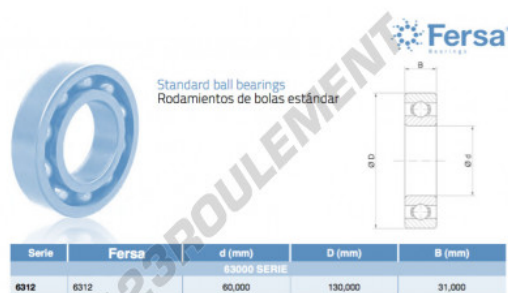 Fersa
Bearings
Standard ball bearings
Rodamientos de bolas estándar
B
Ø D
Ø d
123ROULEMENT
Serie Fersa d (mm) D (mm) B (mm)
63000 SERIE
6312 6312 60,000 130,000 31,000